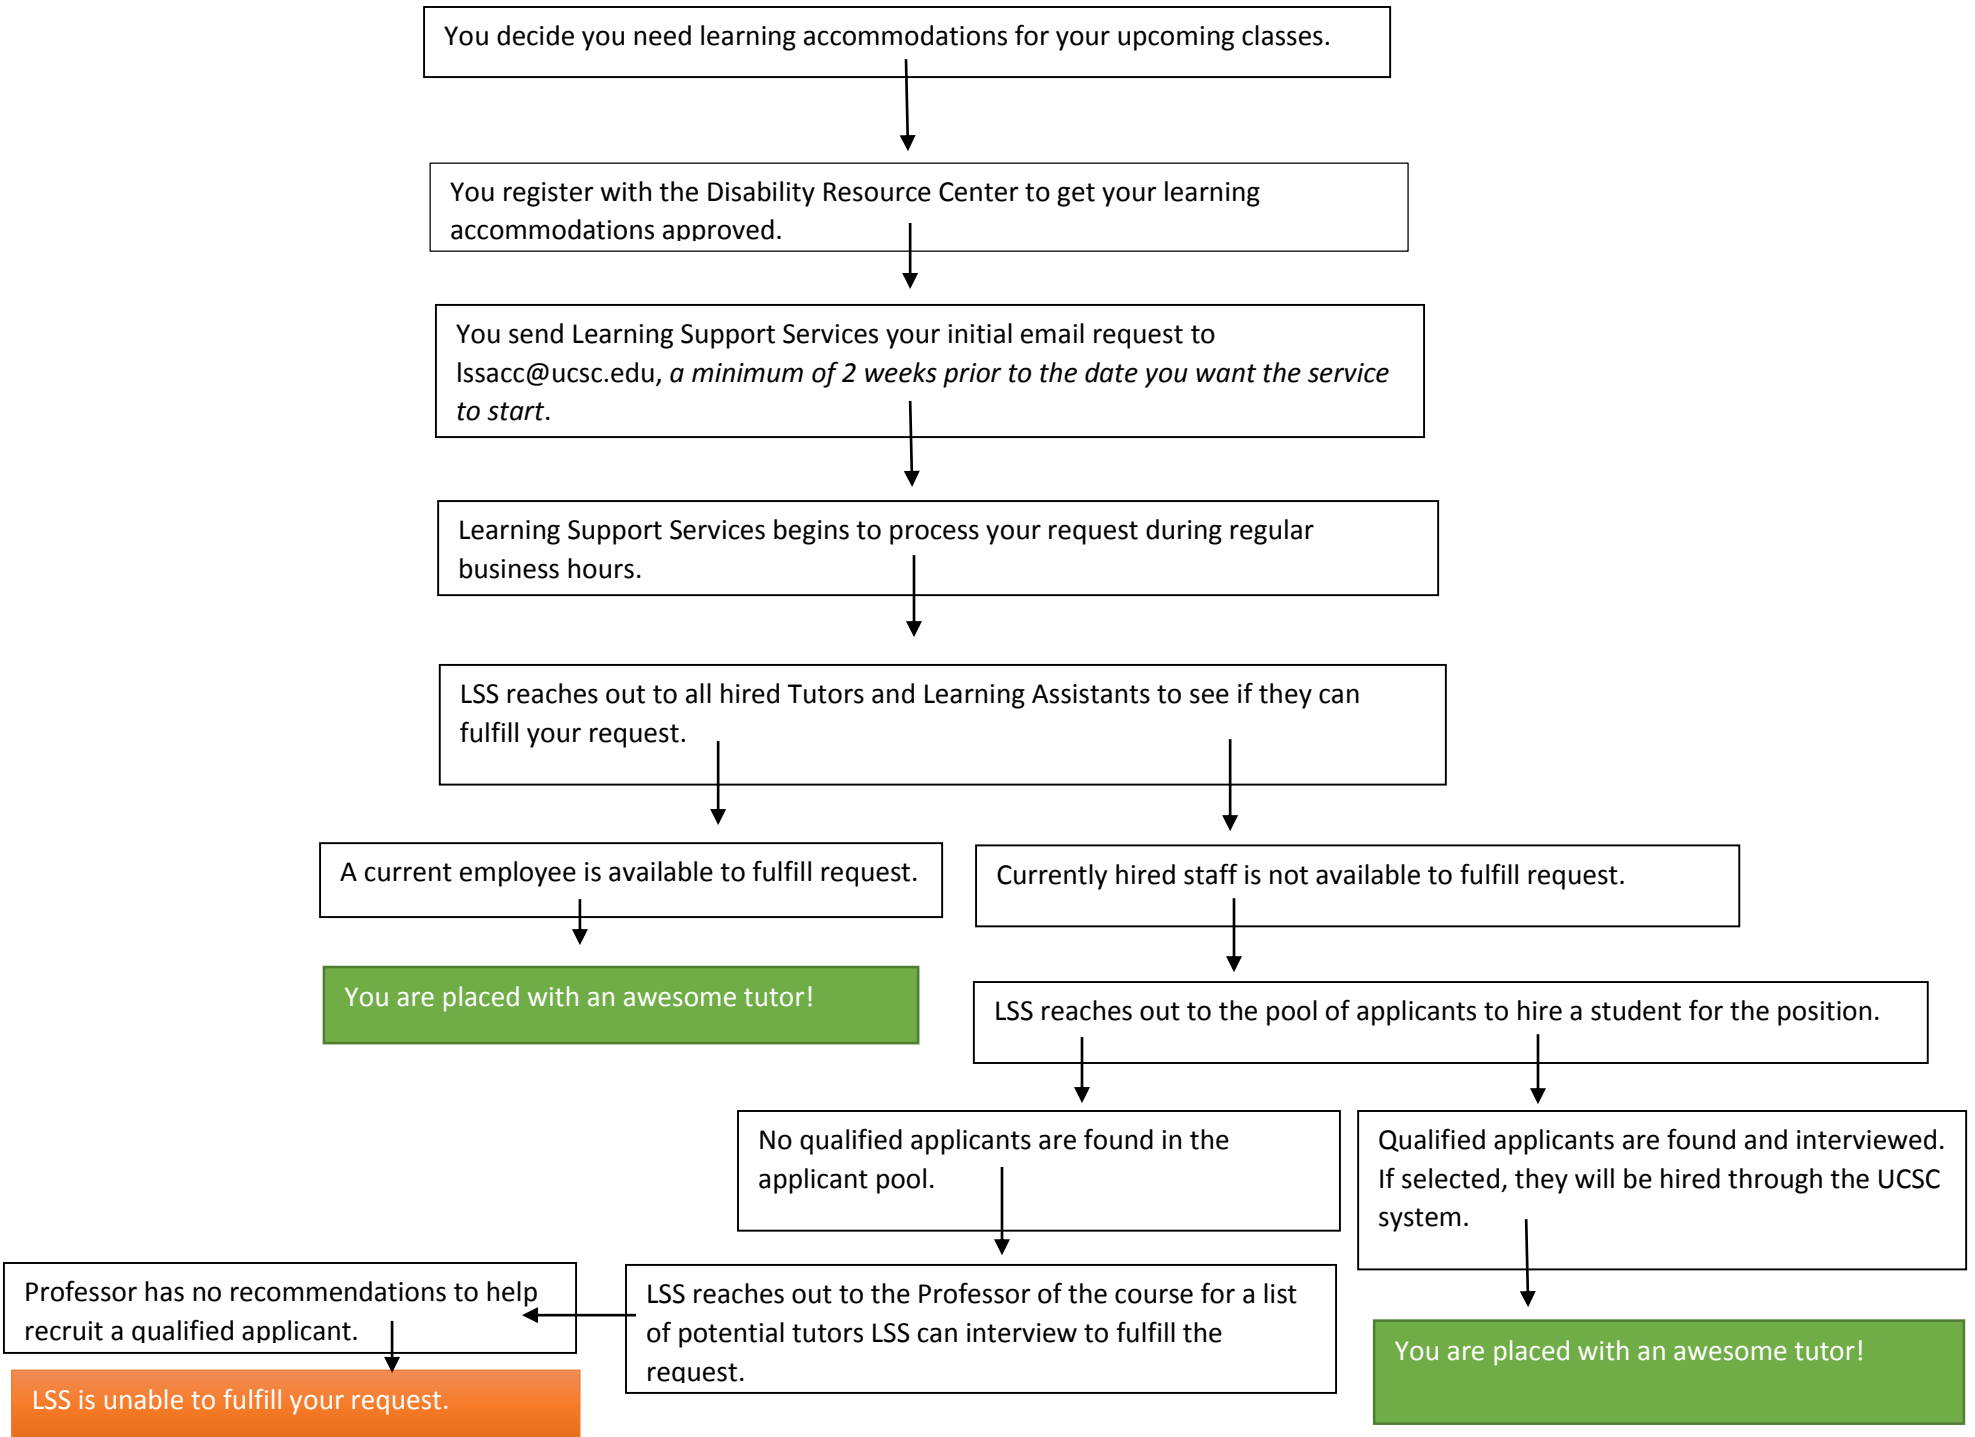 You decide you need learning accommodations for your upcoming classes.
You register with the Disability Resource Center to get your learning
accommodations approved.
You send Learning Support Services your initial email request to
lssacc@ucsc.edu, a minimum of 2 weeks prior to the date you want the service
to start.
Learning Support Services begins to process your request during regular
business hours.
LSS reaches out to all hired Tutors and Learning Assistants to see if they can
fulfill your request.
A current employee is available to fulfill request.
Currently hired staff is not available to fulfill request.
You are placed with an awesome tutor!
LSS reaches out to the pool of applicants to hire a student for the position.
No qualified applicants are found in the
applicant pool.
Qualified applicants are found and interviewed.
If selected, they will be hired through the UCSC
system.
Professor has no recommendations to help
recruit a qualified applicant.
LSS reaches out to the Professor of the course for a list
of potential tutors LSS can interview to fulfill the
request.
You are placed with an awesome tutor!
LSS is unable to fulfill your request.